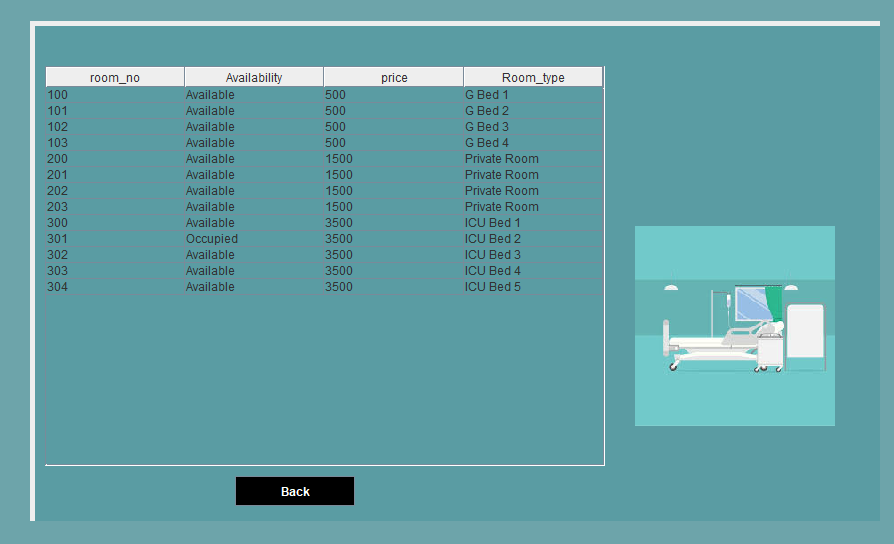 room_no Availability price Room_type
100 Available 500 G Bed 1
101 Available 500 G Bed 2
102 Available 500 G Bed 3
103 Available 500 G Bed 4
200 Available 1500 Private Room
201 Available 1500 Private Room
202 Available 1500 Private Room
203 Available 1500 Private Room
300 Available 3500 ICU Bed 1
301 Occupied 3500 ICU Bed 2
302 Available 3500 ICU Bed 3
303 Available 3500 ICU Bed 4
304 Available 3500 ICU Bed 5
Back